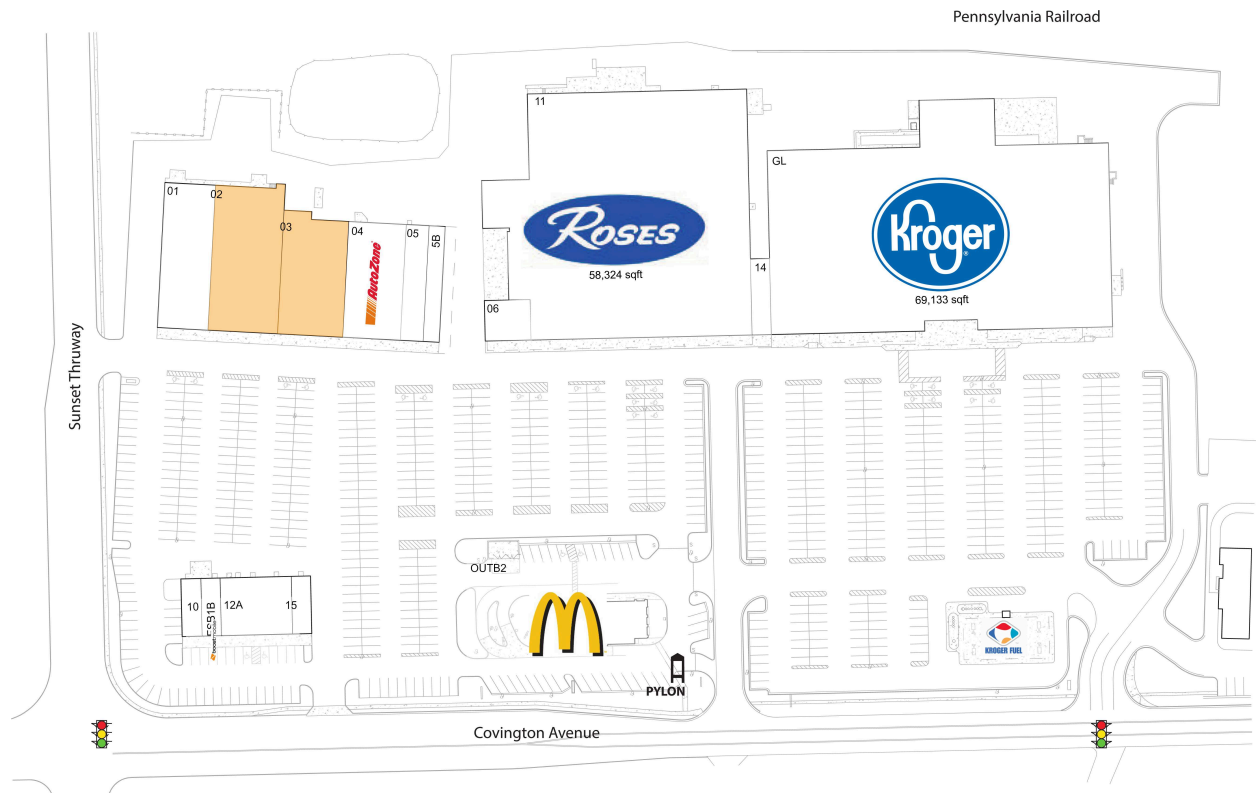 Pennsylvania Railroad
11
GL
01
02
03
04
05
5B
AutoZone
ROSES
58,324 sqft
Kroger
69,133 sqft
14
06
Sunset Thruway
OUTB2
10
12A
15
boost
KROGER FUEL
PYLON
Covington Avenue